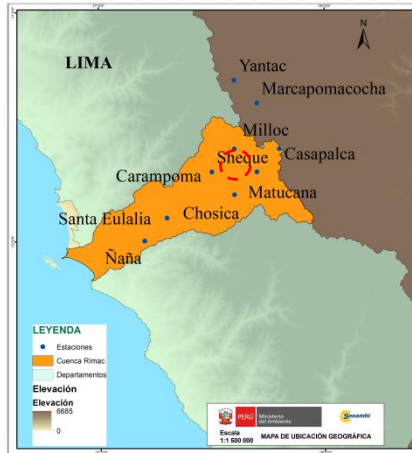 N
LIMA
Yantac
Marcapomacocha
Milloc
Sheque
Casapalca
Carampoma
Matucana
Santa Eulalia
Chosica
Ñaña
LEYENDA
Estaciones
Cuenca Rímac
Departamentos
Elevación
Elevación
6685
0
PERÚ
Ministerio
del Ambiente
Senamhi
Escala
1:1 500 000
MAPA DE UBICACIÓN GEOGRÁFICA